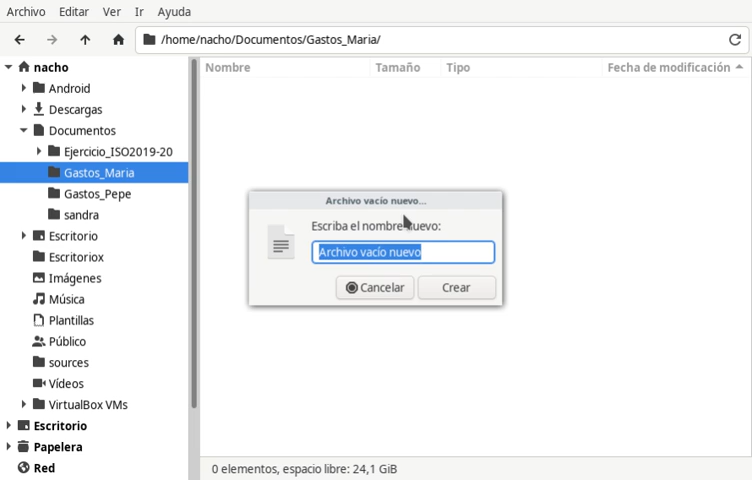 Archivo Editar Ver Ir Ayuda
/home/nacho/Documentos/Gastos_Maria/
nacho
Android
Descargas
Documentos
Ejercicio_ISO2019-20
Gastos_Maria
Gastos_Pepe
sandra
Escritorio
Escritoriox
Imágenes
Música
Plantillas
Público
sources
Vídeos
VirtualBox VMs
Escritorio
Papelera
Red
Nombre Tamaño Tipo Fecha de modificación
Archivo vacío nuevo...
Escriba el nombre nuevo:
Archivo vacío nuevo
Cancelar Crear
0 elementos, espacio libre: 24,1 GiB